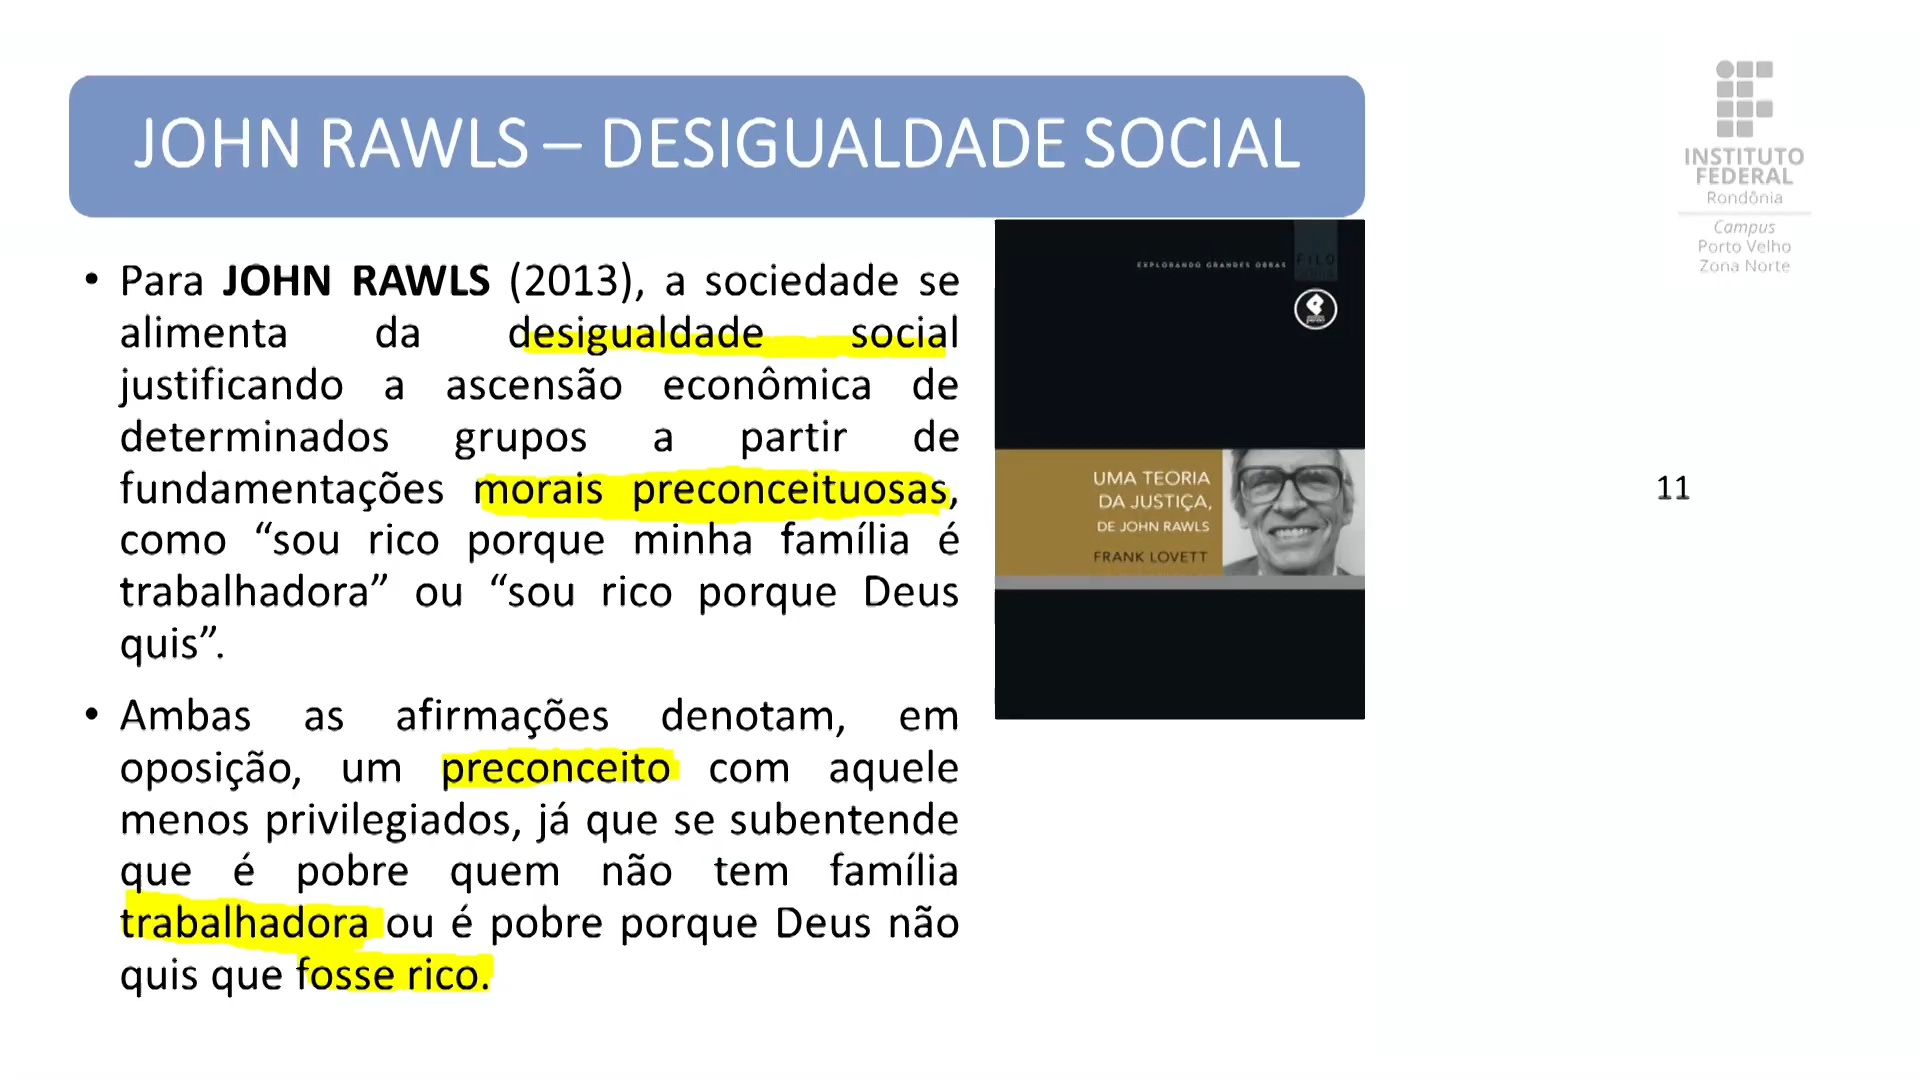 JOHN RAWLS – DESIGUALDADE SOCIAL
INSTITUTO
FEDERAL
Rondônia
Campus
Porto Velho
Zona Norte
• Para JOHN RAWLS (2013), a sociedade se
alimenta da desigualdade social
justificando a ascensão econômica de
determinados grupos a partir de
fundamentações morais preconceituosas,
como “sou rico porque minha família é
trabalhadora” ou “sou rico porque Deus
quis”.
• Ambas as afirmações denotam, em
oposição, um preconceito com aquele
menos privilegiados, já que se subentende
que é pobre quem não tem família
trabalhadora ou é pobre porque Deus não
quis que fosse rico.
EXPLORANDO GRANDES OBRAS
FILO
UMA TEORIA
DA JUSTIÇA,
DE JOHN RAWLS
FRANK LOVETT
11